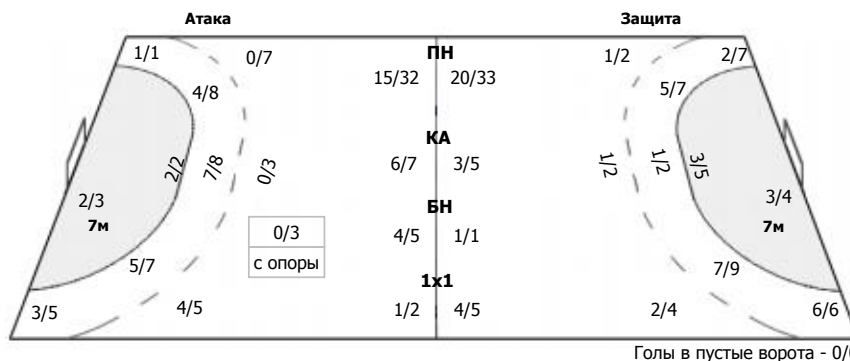 Атака Защита
1/1 0/7 ПН 1/2 2/7
15/32 20/33
4/8 5/7
КА
2/2 7/8 0/3 6/7 3/5 1/2 1/2 3/5
2/3 3/4
7м БН 7м
0/3 4/5 1/1
с опоры
5/7 7/9
1х1
3/5 4/5 1/2 4/5 2/4 6/6
Голы в пустые ворота -